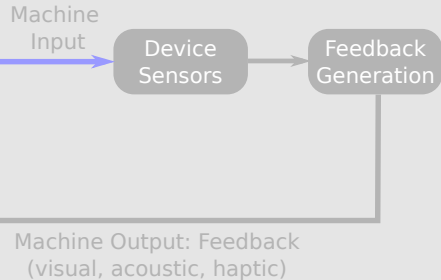 Machine
Input
Device
Sensors
Feedback
Generation
Machine Output: Feedback
(visual, acoustic, haptic)